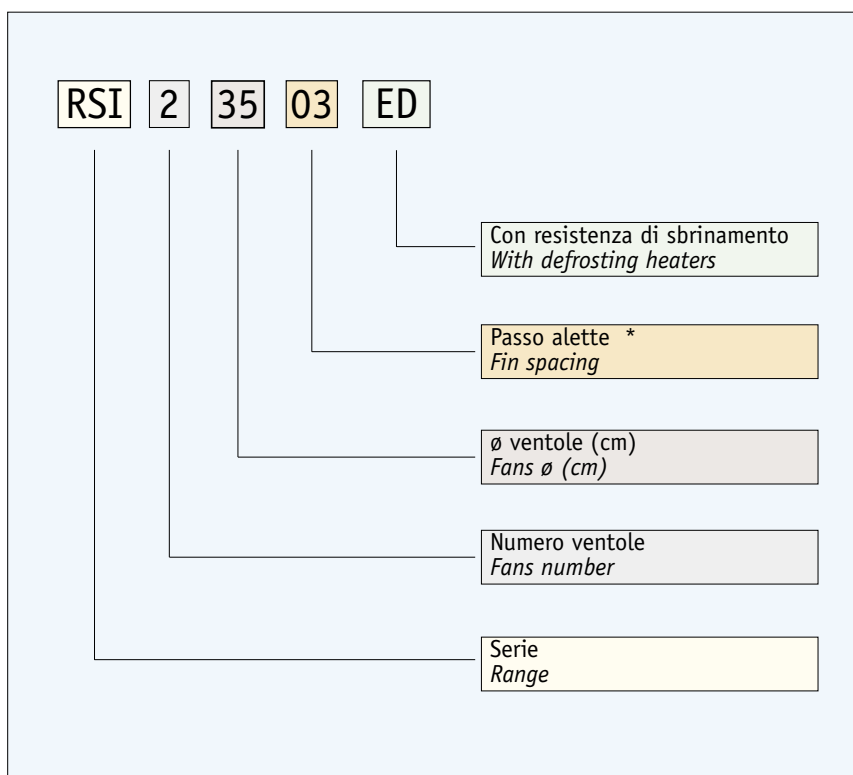 RSI 2 35 03 ED
Con resistenza di sbrinamento
With defrosting heaters
Passo alette *
Fin spacing
ø ventole (cm)
Fans ø (cm)
Numero ventole
Fans number
Serie
Range